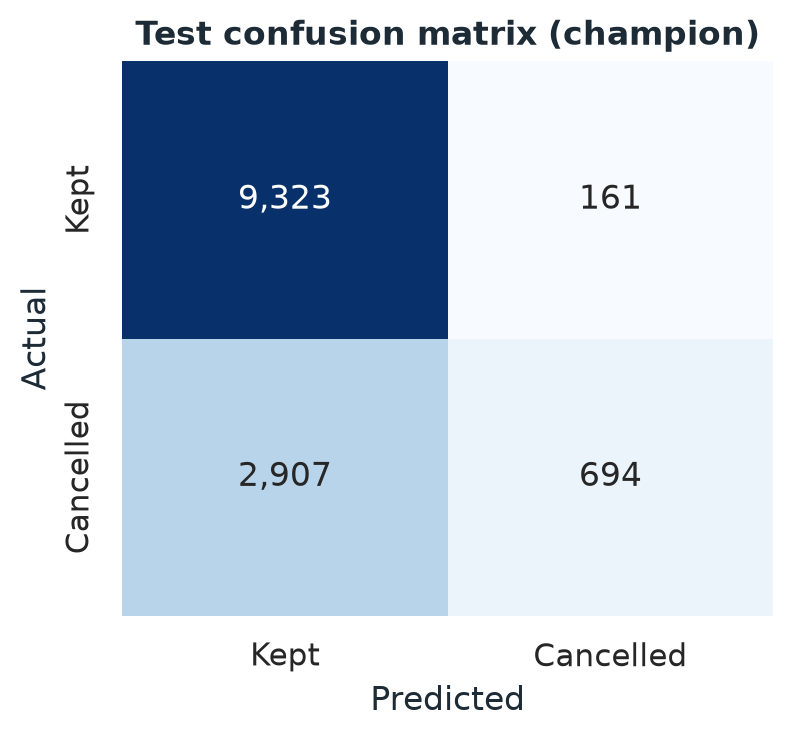 Test confusion matrix (champion)
Actual
Kept
9,323
161
Cancelled
2,907
694
Kept
Cancelled
Predicted